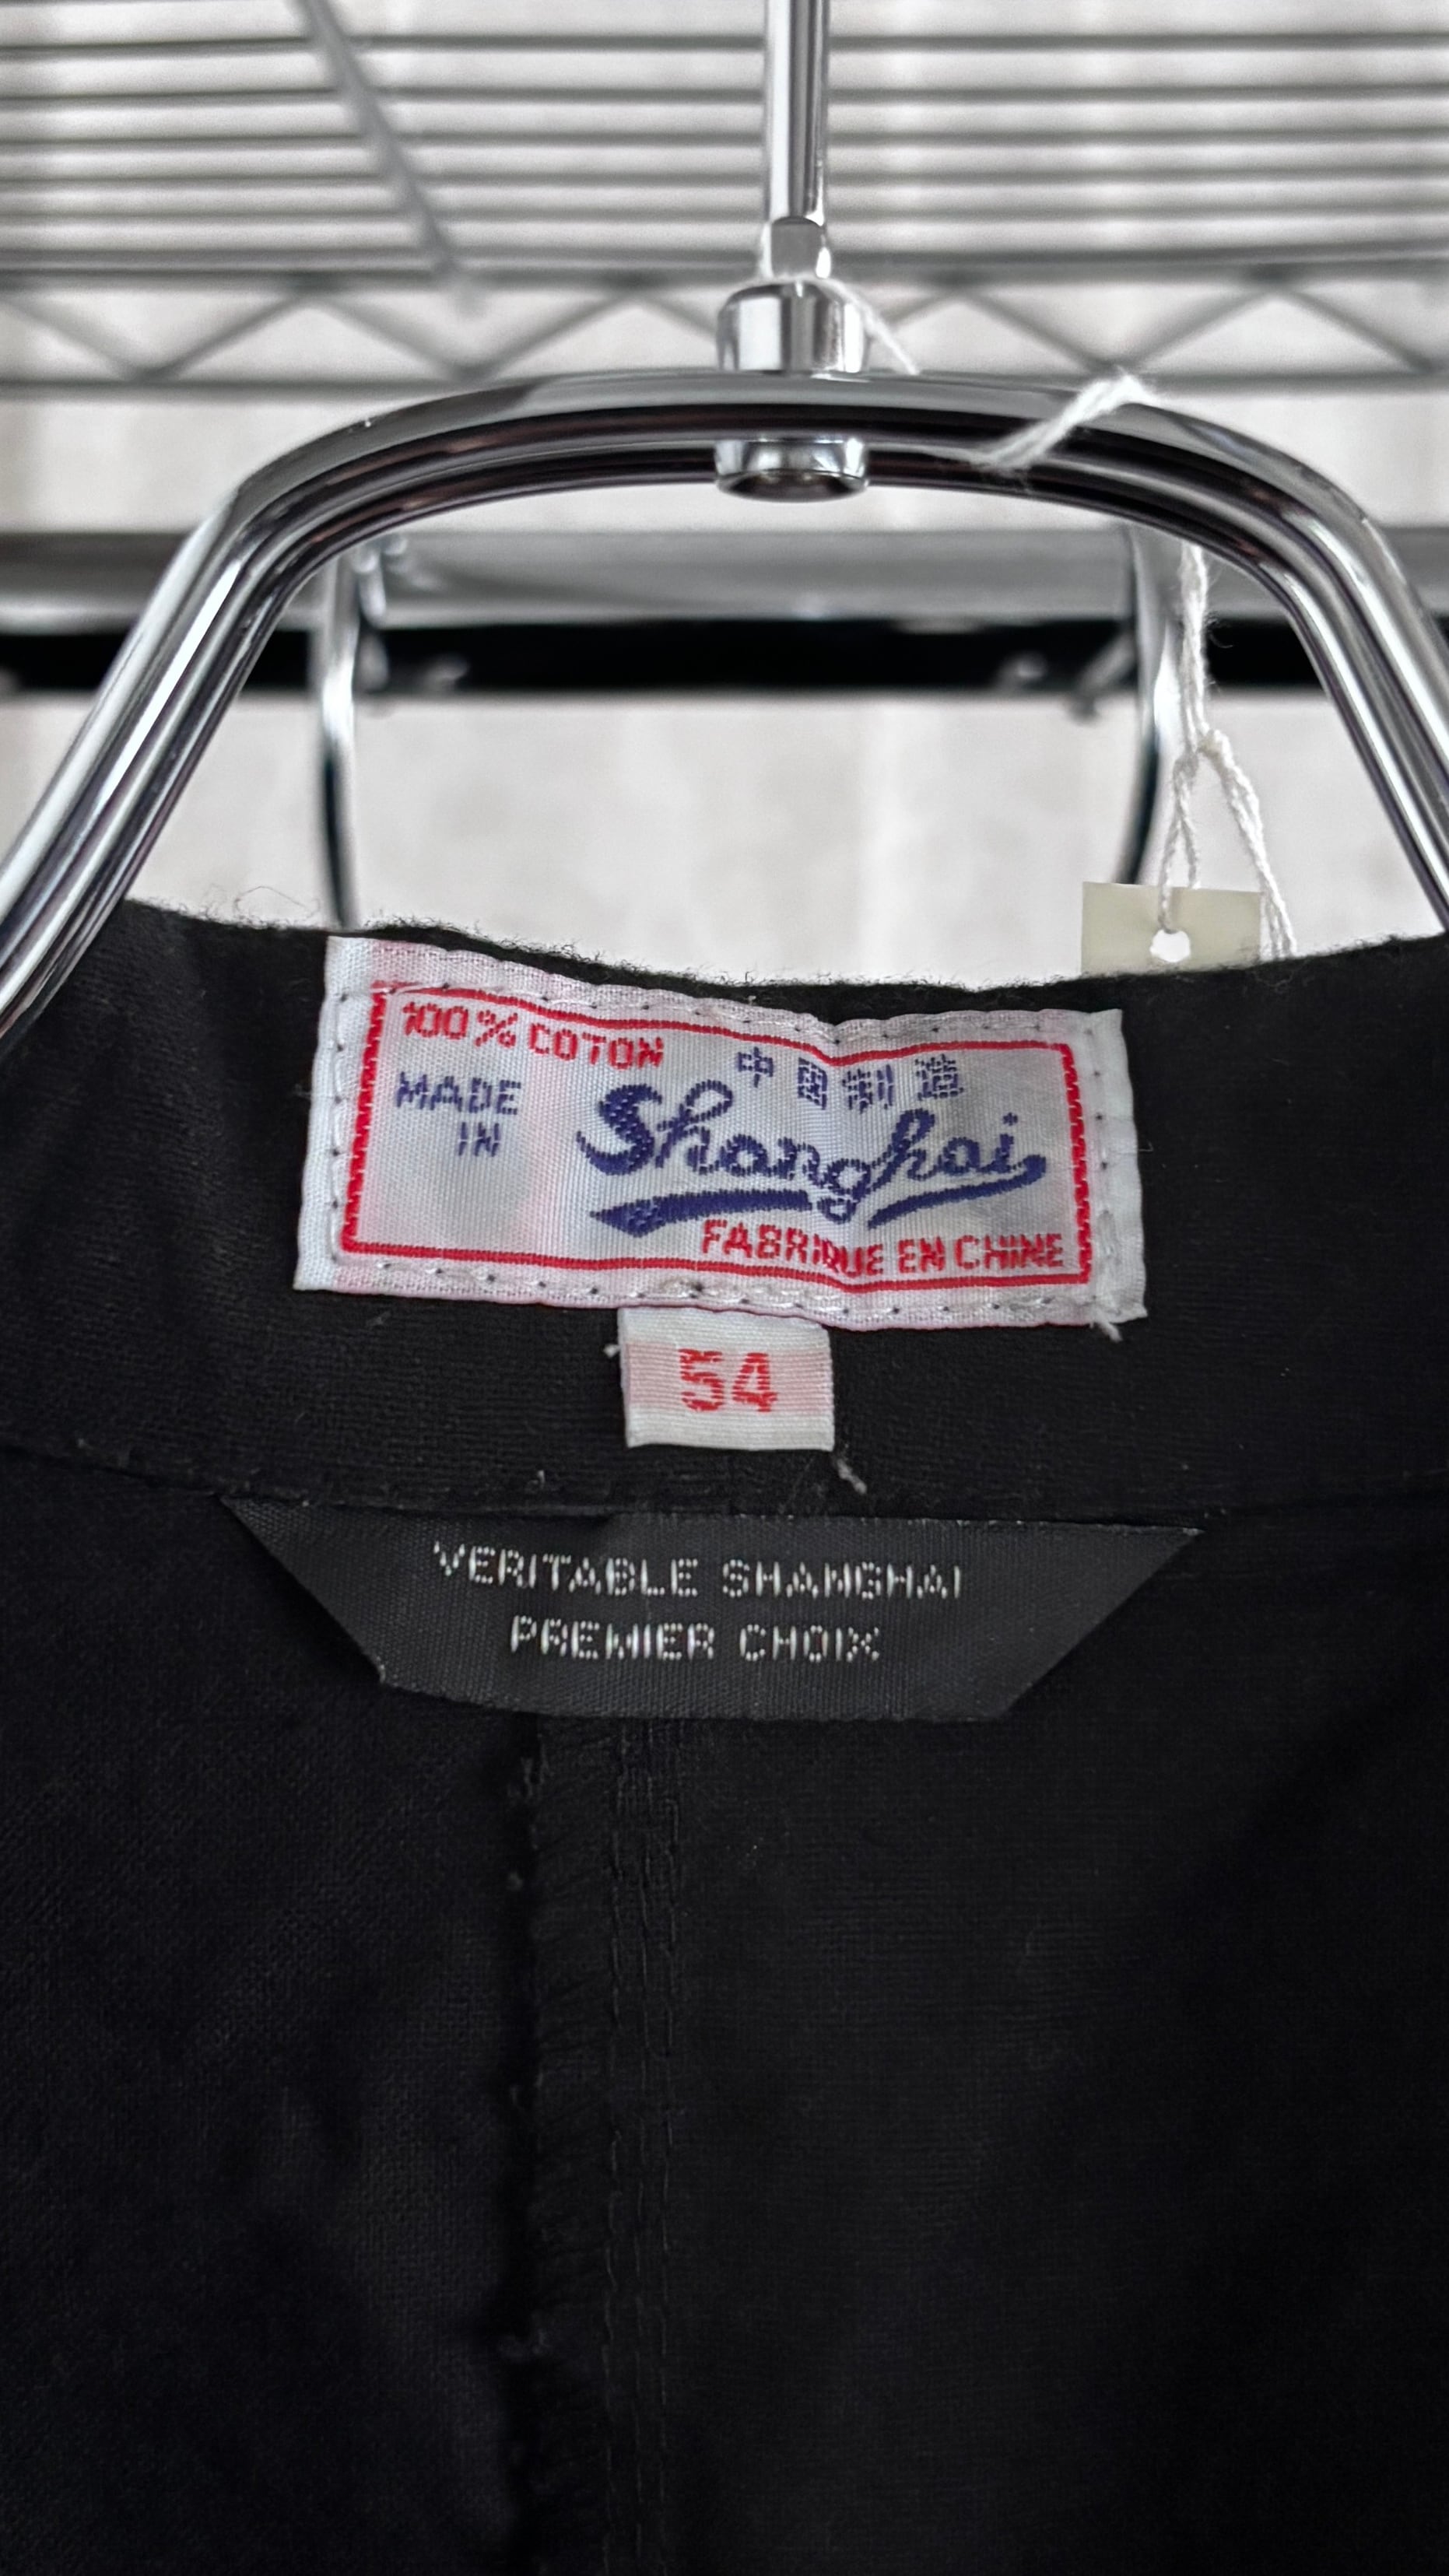 100% COTON
中国制造
MADE
IN
Shanghai
FABRIQUE EN CHINE
54
VERITABLE SHANGHAI
PREMIER CHOIX